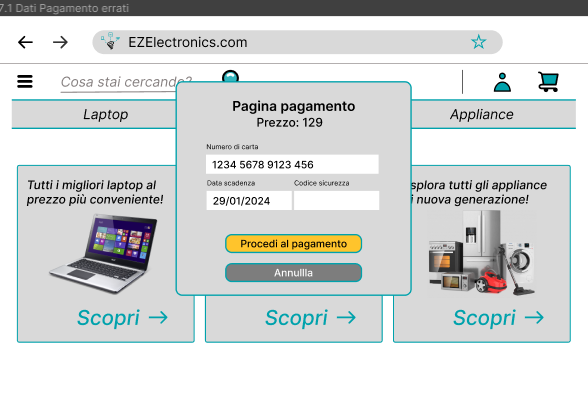 7.1 Dati Pagamento errati
EZElectronics.com
Cosa stai cercando?
Laptop
Appliance
Pagina pagamento
Prezzo: 129
Numero di carta
1234 5678 9123 456
Data scadenza
Codice sicurezza
29/01/2024
Procedi al pagamento
Annullla
Tutti i migliori laptop al
prezzo più conveniente!
Scopri →
Scopri →
splora tutti gli appliance
i nuova generazione!
Scopri →